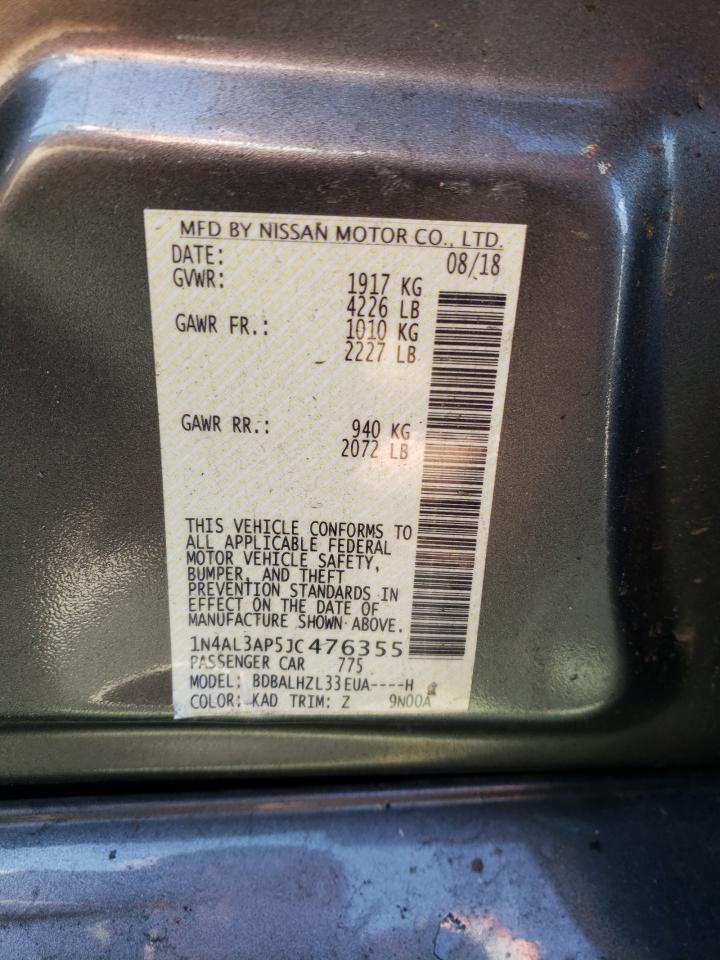 MFD BY NISSAN MOTOR CO., LTD.
DATE: 08/18
GVWR: 1917 KG
4226 LB
GAWR FR.: 1010 KG
2227 LB
GAWR RR.: 940 KG
2072 LB
THIS VEHICLE CONFORMS TO
ALL APPLICABLE FEDERAL
MOTOR VEHICLE SAFETY,
BUMPER, AND THEFT
PREVENTION STANDARDS IN
EFFECT ON THE DATE OF
MANUFACTURE SHOWN ABOVE.
1N4AL3AP5JC476355
PASSENGER CAR 775
MODEL: BDBALHZL33EUA----H
COLOR: KAD TRIM: Z 9N00A